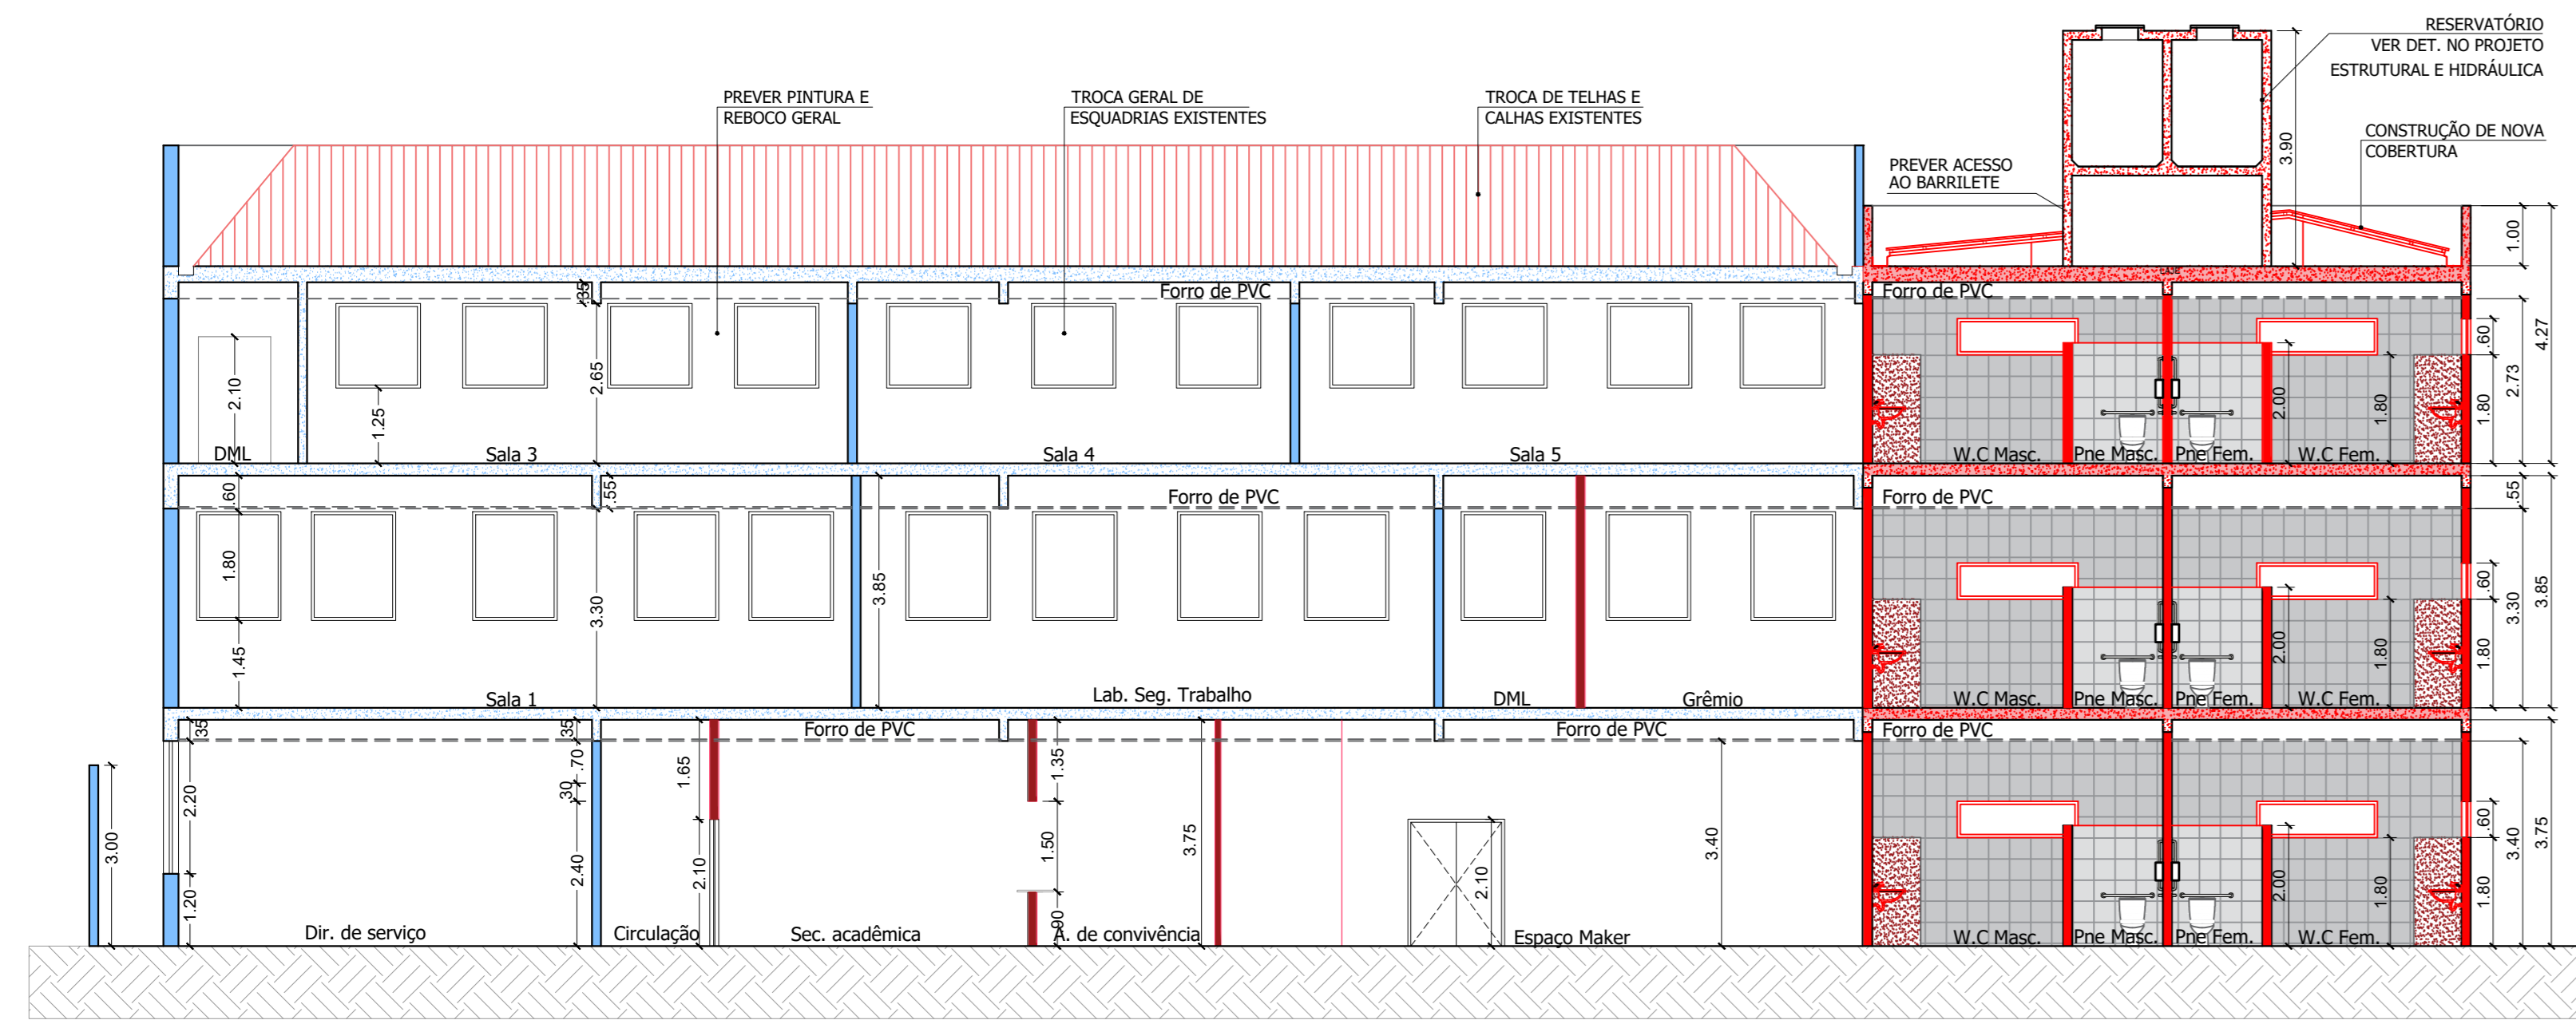 RESERVATÓRIO
VER DET. NO PROJETO
ESTRUTURAL E HIDRÁULICA
PREVER PINTURA E
REBOCO GERAL
TROCA GERAL DE
ESQUADRIAS EXISTENTES
TROCA DE TELHAS E
CALHAS EXISTENTES
CONSTRUÇÃO DE NOVA
COBERTURA
3.90
PREVER ACESSO
AO BARRILETE
1.00
4.27
LAJE
.35
Forro de PVC
Forro de PVC
2.10
1.25
2.65
.60
2.73
2.00
1.80
1.80
DML
Sala 3
Sala 4
Sala 5
W.C Masc.
Pne Masc.
Pne Fem.
W.C Fem.
.60
.55
Forro de PVC
Forro de PVC
.55
1.80
3.30
3.85
.60
3.30
3.85
1.45
2.00
1.80
1.80
Sala 1
Lab. Seg. Trabalho
DML
Grêmio
W.C Masc.
Pne Masc.
Pne Fem.
W.C Fem.
.35
.35
Forro de PVC
Forro de PVC
Forro de PVC
.70
1.65
1.35
.30
3.00
2.20
2.40
2.10
1.50
3.75
3.40
2.10
.60
3.40
3.75
1.20
.90
2.00
1.80
1.80
Dir. de serviço
Circulação
Sec. acadêmica
A. de convivência
Espaço Maker
W.C Masc.
Pne Masc.
Pne Fem.
W.C Fem.